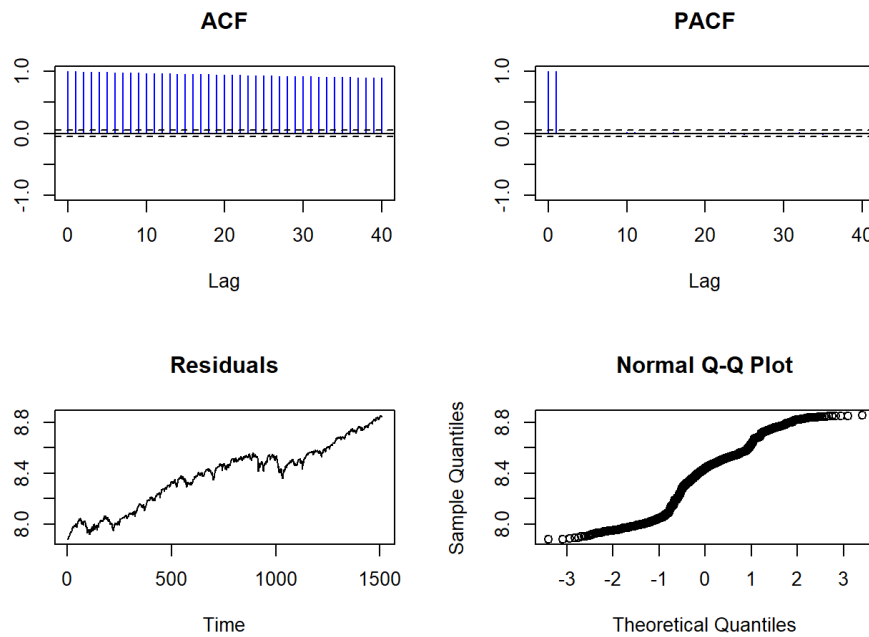 ACF
1.0
0.0
-1.0
0 10 20 30 40
Lag
PACF
1.0
0.0
-1.0
0 10 20 30 40
Lag
Residuals
8.8
8.4
8.0
0 500 1000 1500
Time
Normal Q-Q Plot
Sample Quantiles
8.8
8.4
8.0
-3 -2 -1 0 1 2 3
Theoretical Quantiles